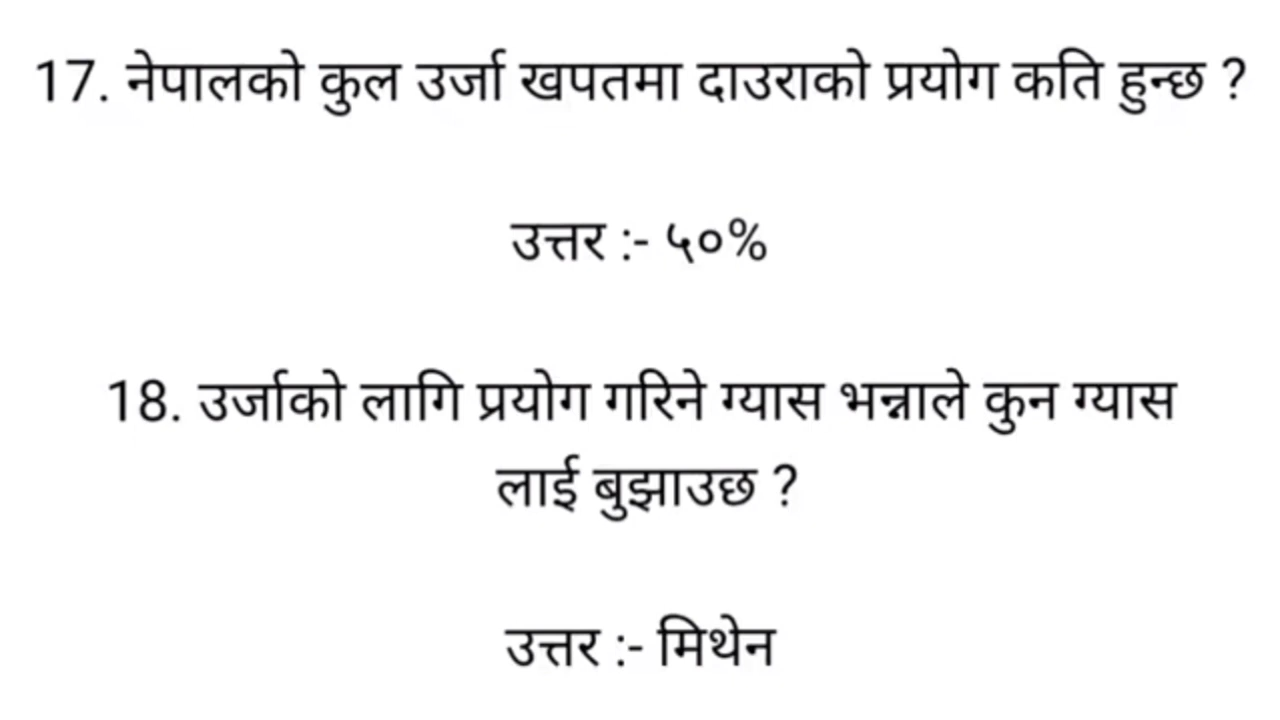 17. नेपालको कुल उर्जा खपतमा दाउराको प्रयोग कति हुन्छ ?
उत्तर :- ५०%
18. उर्जाको लागि प्रयोग गरिने ग्यास भन्नाले कुन ग्यास
लाई बुझाउछ ?
उत्तर :- मिथेन